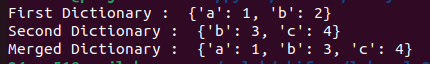 First Dictionary :  {'a': 1, 'b': 2}
Second Dictionary :  {'b': 3, 'c': 4}
Merged Dictionary :  {'a': 1, 'b': 3, 'c': 4}